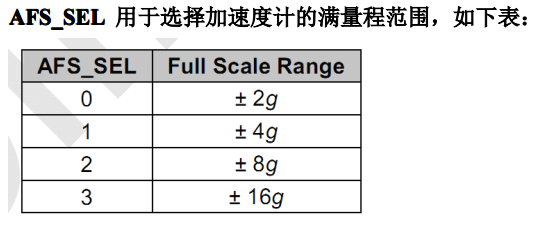 AFS_SEL 用于选择加速度计的满量程范围，如下表：
AFS_SEL Full Scale Range
0 ± 2g
1 ± 4g
2 ± 8g
3 ± 16g